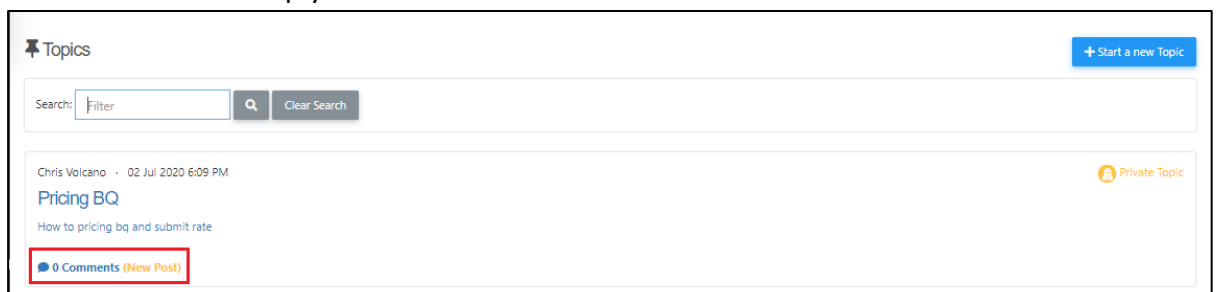 Topics
+ Start a new Topic
Search: Filter Clear Search
Chris Volcano · 02 Jul 2020 6:09 PM
Private Topic
Pricing BQ
How to pricing bq and submit rate
0 Comments (New Post)